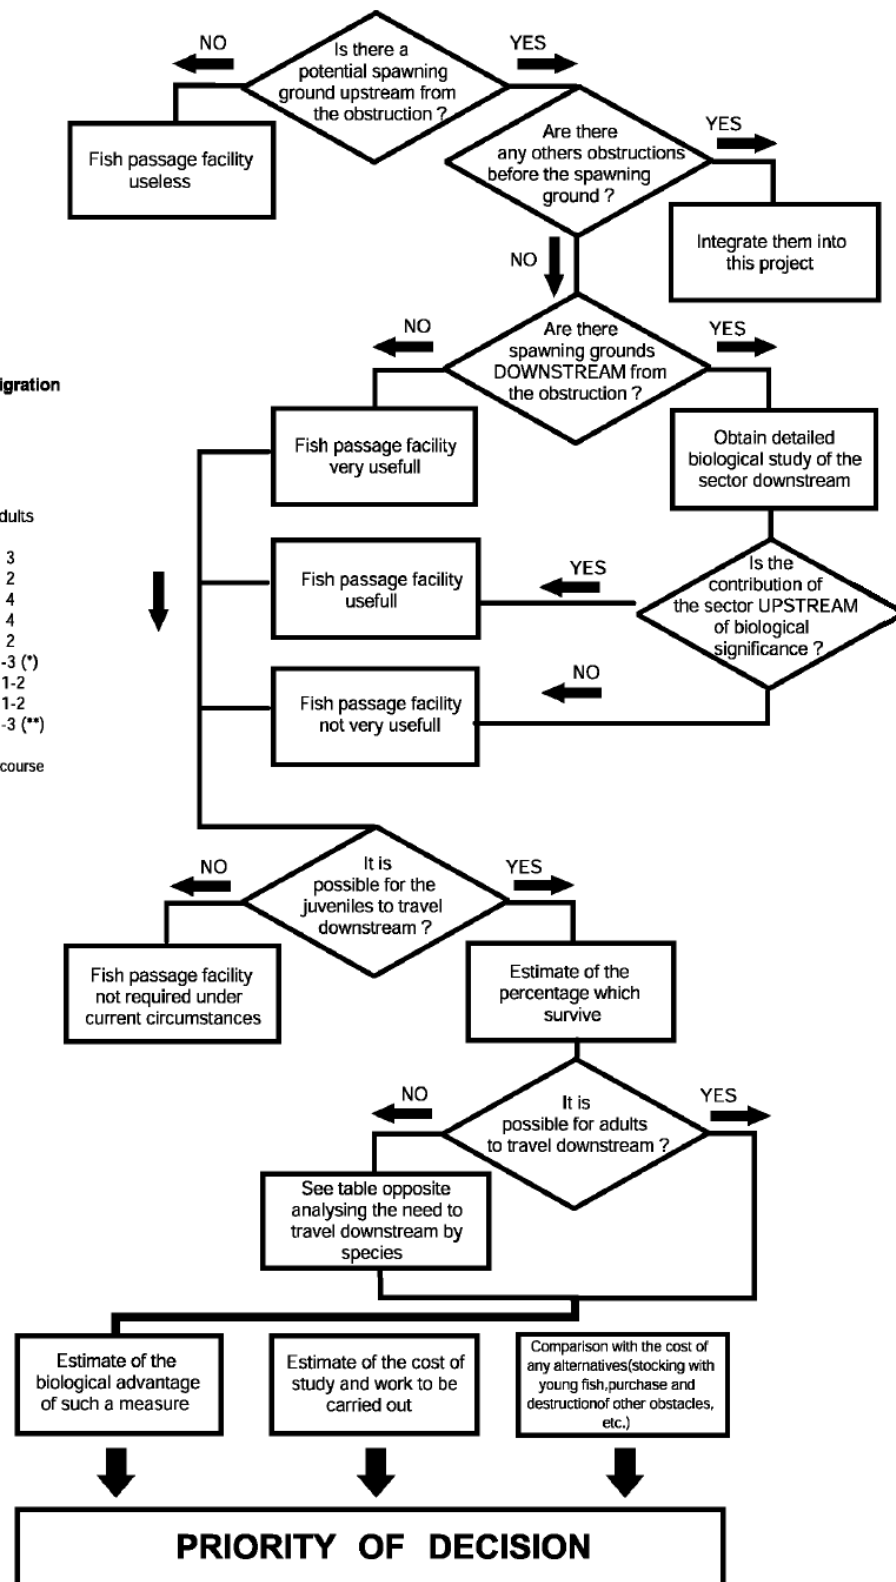 NO
Is there a
potential spawning
ground upstream from
the obstruction ?
YES
Fish passage facility
useless
Are there
any others obstructions
before the spawning
ground ?
YES
Integrate them into
this project
NO
Are there
spawning grounds
DOWNSTREAM from
the obstruction ?
NO
YES
igration
Fish passage facility
very usefull
Obtain detailed
biological study of the
sector downstream
dults
3
2
4
4
2
-3 (*)
1-2
1-2
-3 (**)
course
Fish passage facility
usefull
YES
Is the
contribution of
the sector UPSTREAM
of biological
significance ?
NO
Fish passage facility
not very usefull
NO
It is
possible for the
juveniles to travel
downstream ?
YES
Fish passage facility
not required under
current circumstances
Estimate of the
percentage which
survive
NO
It is
possible for adults
to travel downstream ?
YES
See table opposite
analysing the need to
travel downstream by
species
Estimate of the
biological advantage
of such a measure
Estimate of the cost of
study and work to be
carried out
Comparison with the cost of
any alternatives(stocking with
young fish,purchase and
destructionof other obstacles,
etc.)
PRIORITY OF DECISION